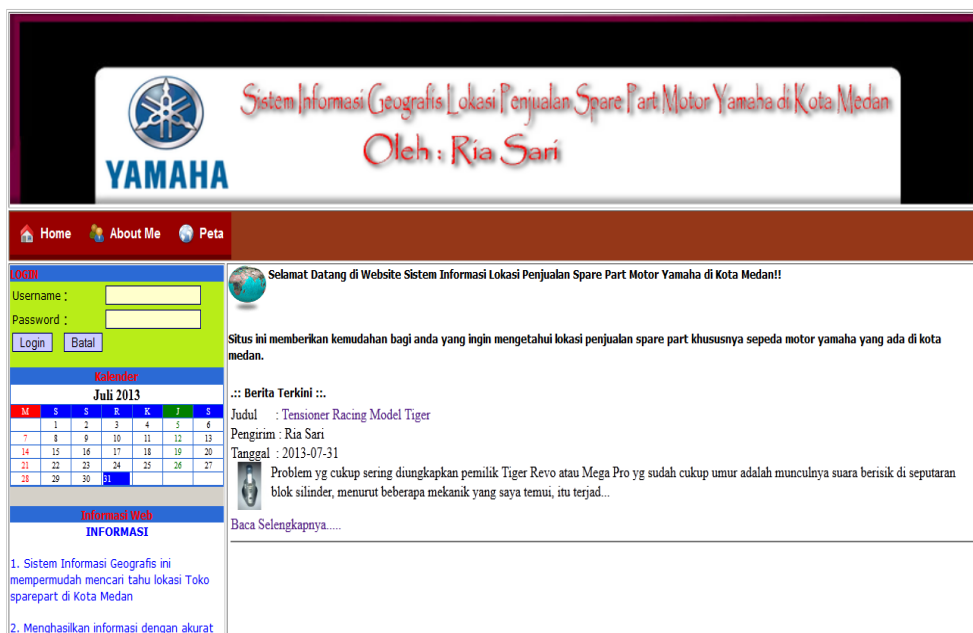 Sistem Informasi Geografis Lokasi Penjualan Spare Part Motor Yamaha di Kota Medan
Oleh : Ria Sari
YAMAHA
Home About Me Peta
LOGIN
Username :
Password :
Login Batal
Kalender
Juli 2013
M S S R K J S
1 2 3 4 5 6
7 8 9 10 11 12 13
14 15 16 17 18 19 20
21 22 23 24 25 26 27
28 29 30 31
Informasi Web
INFORMASI
1. Sistem Informasi Geografis ini
mempermudah mencari tahu lokasi Toko
sparepart di Kota Medan
2. Menghasilkan informasi dengan akurat
Selamat Datang di Website Sistem Informasi Lokasi Penjualan Spare Part Motor Yamaha di Kota Medan!!
Situs ini memberikan kemudahan bagi anda yang ingin mengetahui lokasi penjualan spare part khususnya sepeda motor yamaha yang ada di kota
medan.
.:: Berita Terkini ::.
Judul : Tensioner Racing Model Tiger
Pengirim : Ria Sari
Tanggal : 2013-07-31
Problem yg cukup sering diungkapkan pemilik Tiger Revo atau Mega Pro yg sudah cukup umur adalah munculnya suara berisik di seputaran
blok silinder, menurut beberapa mekanik yang saya temui, itu terjad...
Baca Selengkapnya.....